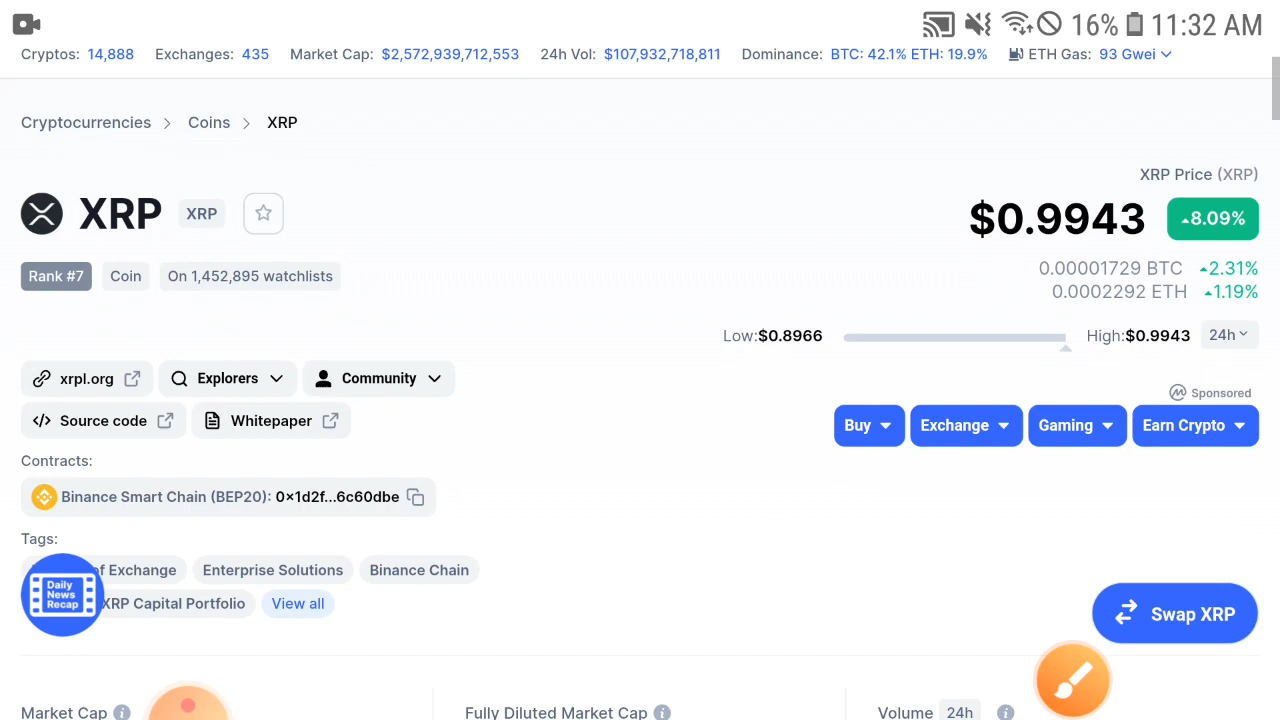 16% 11:32 AM
Cryptos: 14,888 Exchanges: 435 Market Cap: $2,572,939,712,553 24h Vol: $107,932,718,811 Dominance: BTC: 42.1% ETH: 19.9% ETH Gas: 93 Gwei
Cryptocurrencies > Coins > XRP
XRP Price (XRP)
XRP XRP $0.9943 8.09%
0.00001729 BTC 2.31%
Rank #7 Coin On 1,452,895 watchlists
0.0002292 ETH 1.19%
Low:$0.8966 High:$0.9943 24h
xrpl.org Explorers Community
Sponsored
Source code Whitepaper
Buy Exchange Gaming Earn Crypto
Contracts:
Binance Smart Chain (BEP20): 0x1d2f...6c60dbe
Tags:
of Exchange Enterprise Solutions Binance Chain
Daily
News
Recap
XRP Capital Portfolio View all
Swap XRP
Market Cap Fully Diluted Market Cap Volume 24h